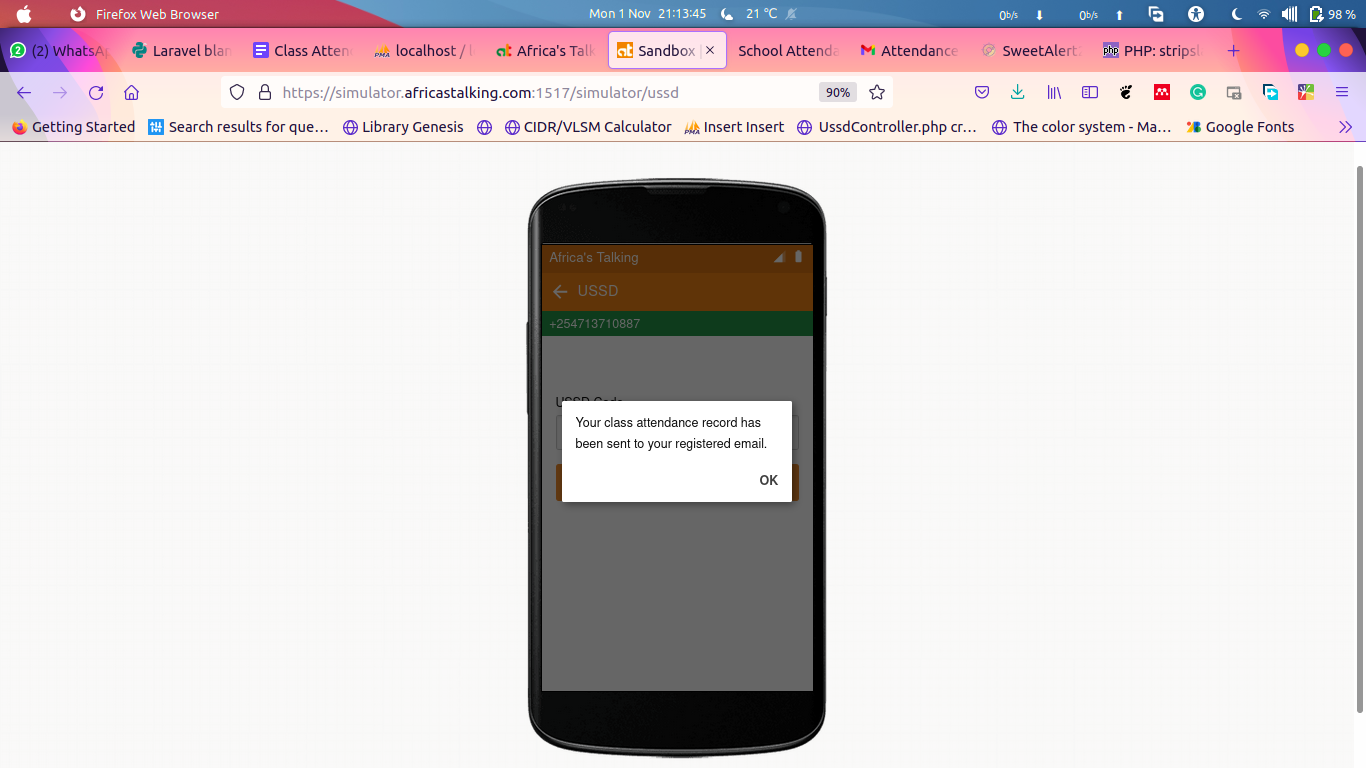 Firefox Web Browser
Mon 1 Nov 21:13:45
21 °C
0b/s
0b/s
98 %
(2) WhatsAp
Laravel blan
Class Atten
localhost / l
Africa's Talk
Sandbox |
School Attenda
Attendance
SweetAlert2
PHP: stripsl
https://simulator.africastalking.com:1517/simulator/ussd
90%
Getting Started
Search results for que...
Library Genesis
CIDR/VLSM Calculator
Insert Insert
UssdController.php cr...
The color system - Ma...
Google Fonts
Africa's Talking
USSD
+254713710887
USSD Code
Your class attendance record has
been sent to your registered email.
OK